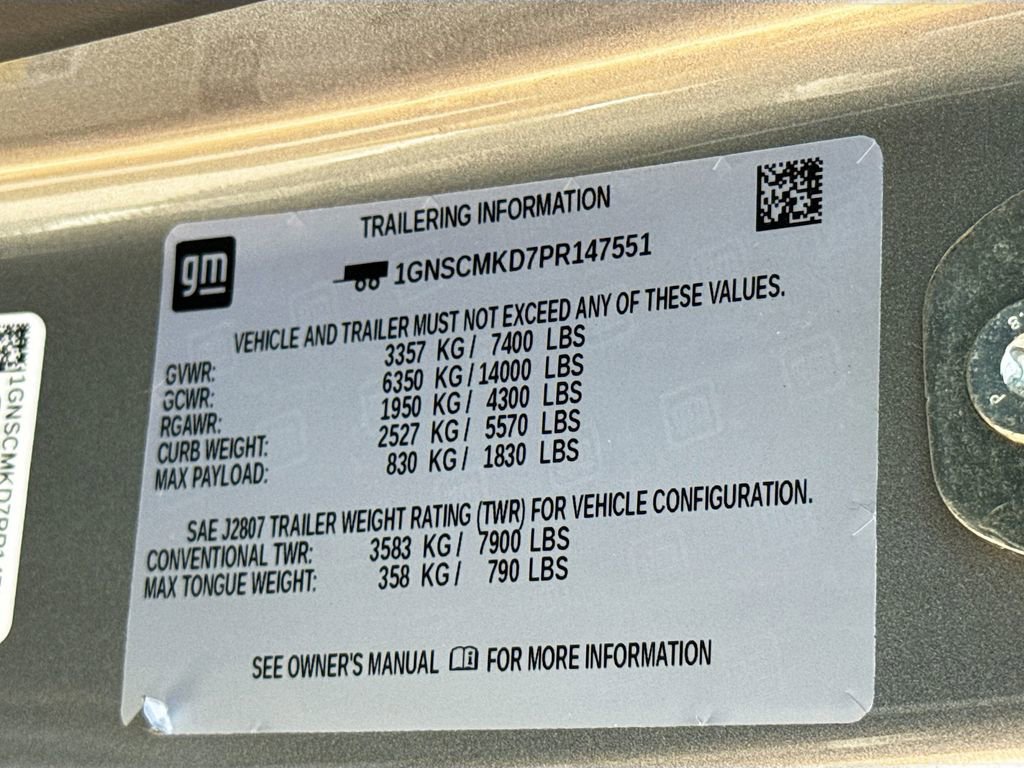 TRAILERING INFORMATION
gm
1GNSCMKD7PR147551
VEHICLE AND TRAILER MUST NOT EXCEED ANY OF THESE VALUES.
GVWR: 3357 KG/ 7400 LBS
GCWR: 6350 KG/14000 LBS
RGAWR: 1950 KG/ 4300 LBS
CURB WEIGHT: 2527 KG/ 5570 LBS
MAX PAYLOAD: 830 KG/ 1830 LBS
SAE J2807 TRAILER WEIGHT RATING (TWR) FOR VEHICLE CONFIGURATION.
CONVENTIONAL TWR: 3583 KG/ 7900 LBS
MAX TONGUE WEIGHT: 358 KG/ 790 LBS
SEE OWNER'S MANUAL FOR MORE INFORMATION